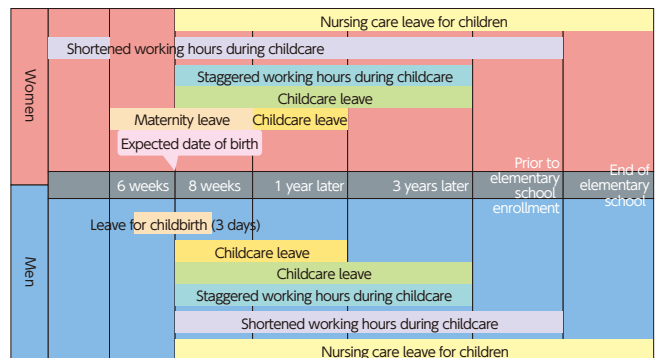 Women
Nursing care leave for children
Shortened working hours during childcare
Staggered working hours during childcare
Childcare leave
Maternity leave
Childcare leave
Expected date of birth
6 weeks
8 weeks
1 year later
3 years later
Prior to
elementary
school
enrollment
End of
elementary
school
Men
Leave for childbirth (3 days)
Childcare leave
Childcare leave
Staggered working hours during childcare
Shortened working hours during childcare
Nursing care leave for children